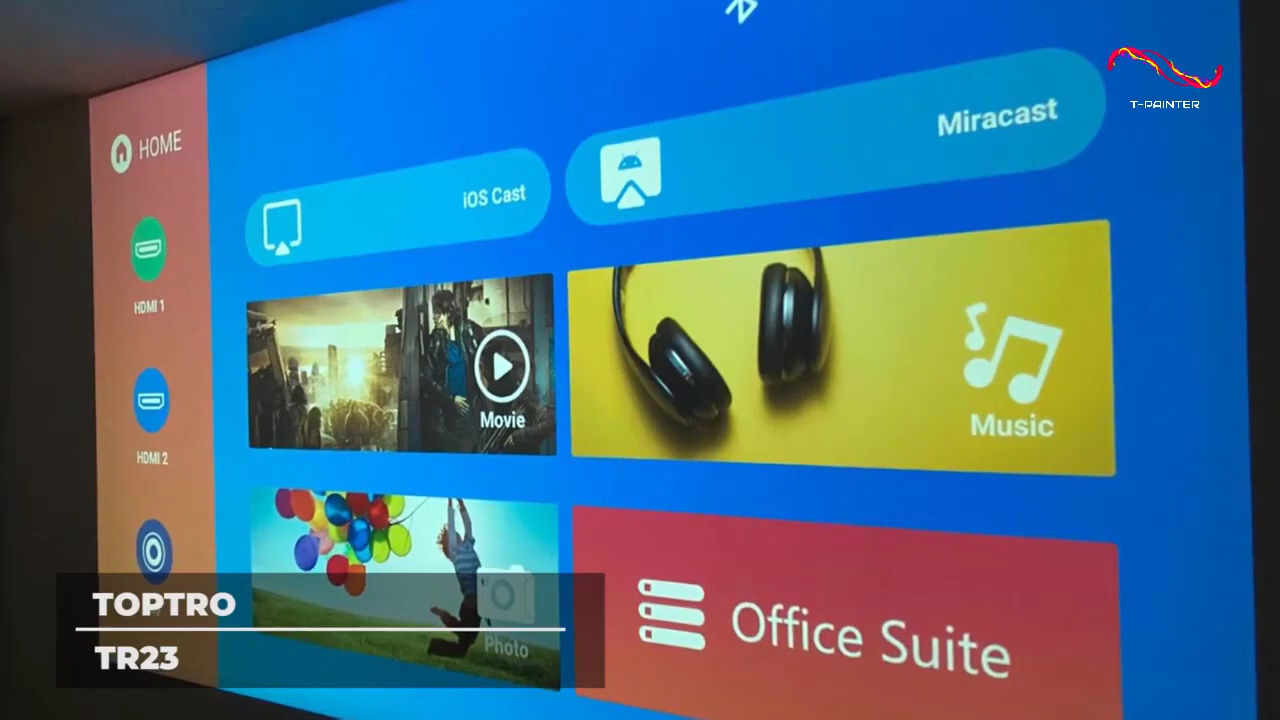 HOME
iOS Cast
Miracast
T-PAINTER
HDMI 1
Movie
Music
HDMI 2
Photo
Office Suite
TOPTRO
TR23